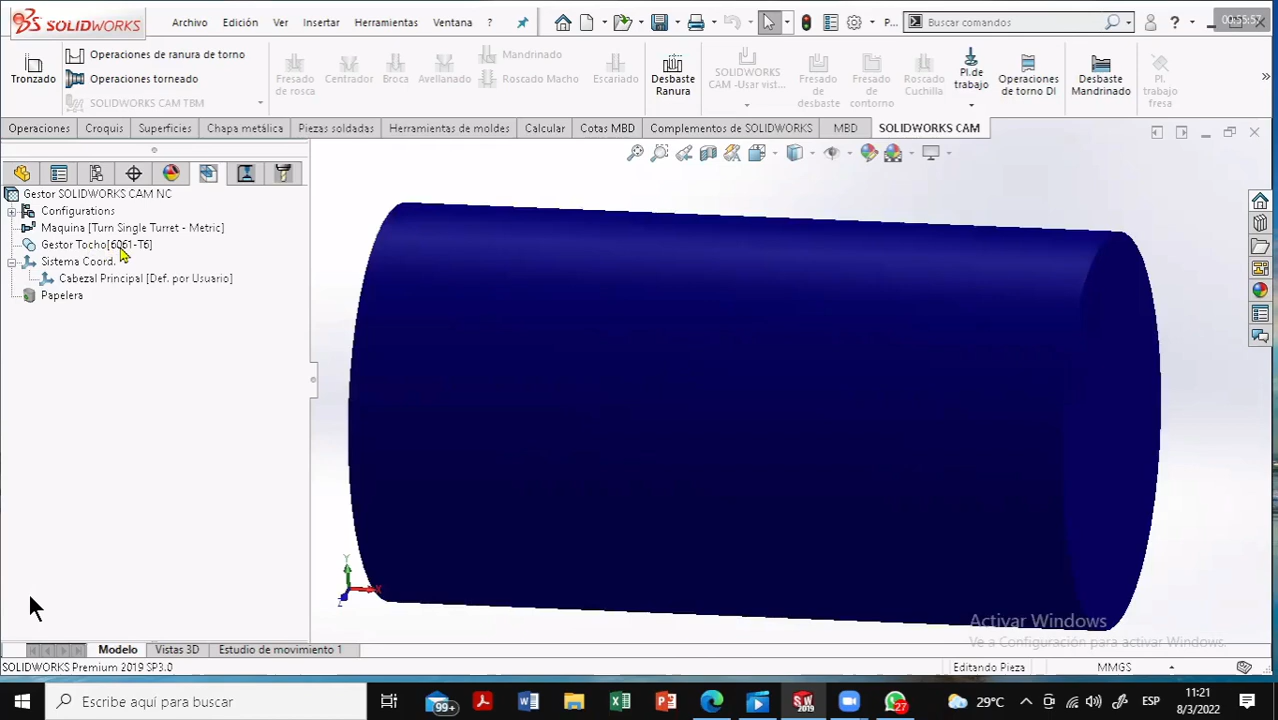 SOLIDWORKS Archivo Edición Ver Insertar Herramientas Ventana ? P... Buscar comandos ? 00:55:57
Tronzado
Operaciones de ranura de torno
Operaciones torneado
SOLIDWORKS CAM TBM
Fresado de rosca
Centrador
Broca
Avellanado
Mandrinado
Roscado Macho
Escariado
Desbaste Ranura
SOLIDWORKS CAM -Usar vist...
Fresado de desbaste
Fresado de contorno
Roscado Cuchilla
Pl.de trabajo
Operaciones de torno DI
Desbaste Mandrinado
Pl. trabajo fresa
Operaciones Croquis Superficies Chapa metálica Piezas soldadas Herramientas de moldes Calcular Cotas MBD Complementos de SOLIDWORKS MBD SOLIDWORKS CAM
Gestor SOLIDWORKS CAM NC
Configurations
Maquina [Turn Single Turret - Metric]
Gestor Tocho[6061-T6]
Sistema Coord.
Cabezal Principal [Def. por Usuario]
Papelera
Y
X
Z
Activar Windows
Ve a Configuración para activar Windows.
Modelo Vistas 3D Estudio de movimiento 1
SOLIDWORKS Premium 2019 SP3.0 Editando Pieza MMGS
Escribe aquí para buscar 99+ 27 29°C ESP 11:21
8/3/2022